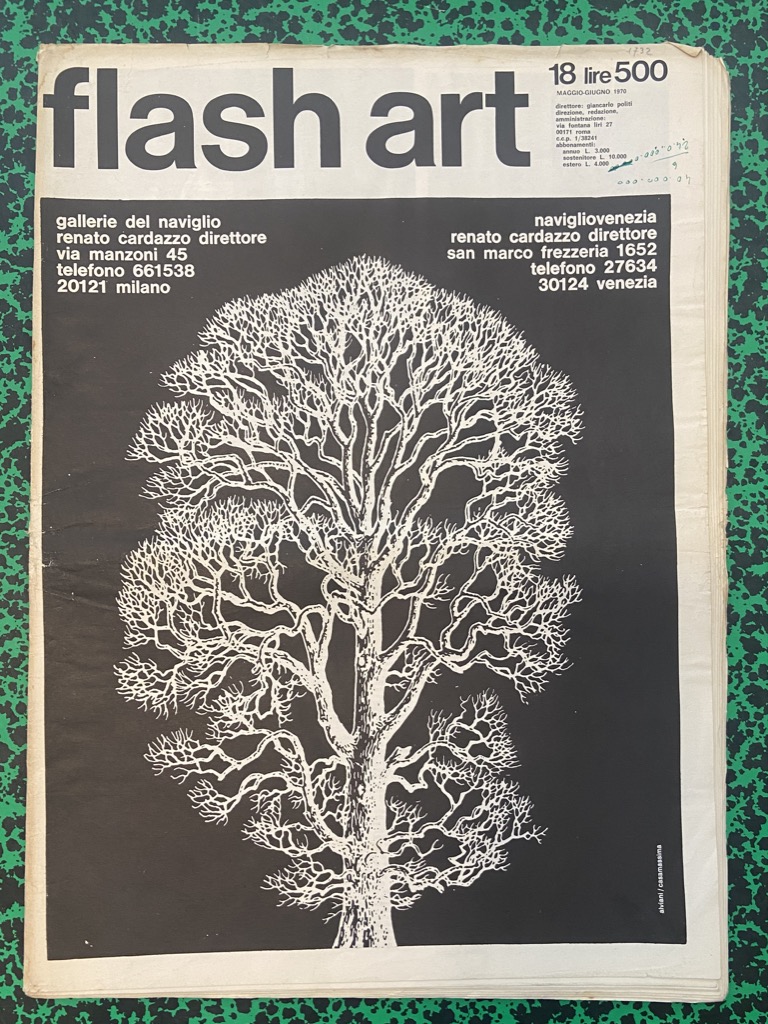 flash art
18 lire 500
MAGGIO-GIUGNO 1970
direttore: giancarlo politi
direzione, redazione,
amministrazione:
via fontana liri 27
00171 roma
c.c.p. 1/38241
abbonamenti:
annuo L. 3.000
sostenitore L. 10.000
estero L. 4.000
gallerie del naviglio
renato cardazzo direttore
via manzoni 45
telefono 661538
20121 milano
navigliovenezia
renato cardazzo direttore
san marco frezzeria 1652
telefono 27634
30124 venezia
alviani / casamassima